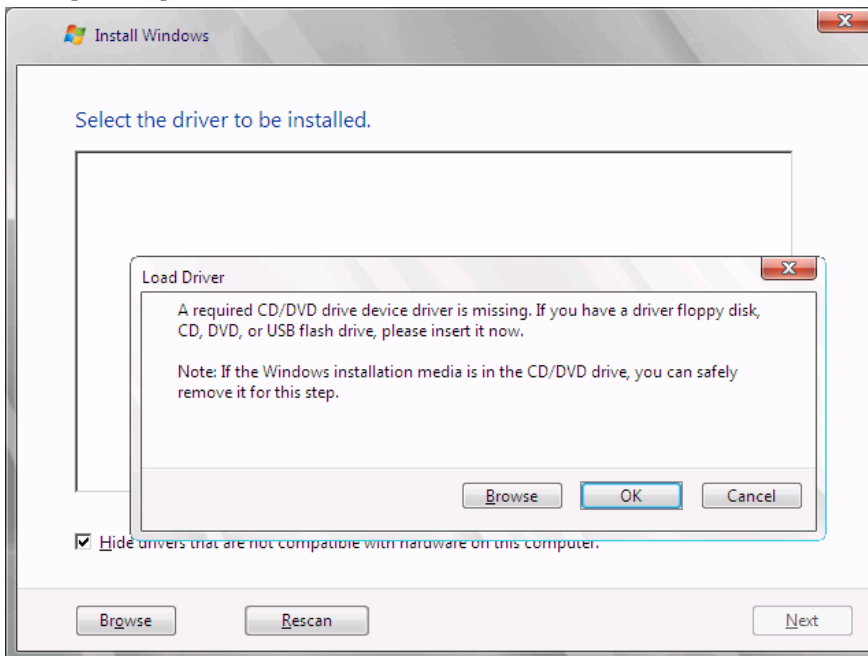 Install Windows
Select the driver to be installed.
Load Driver
A required CD/DVD drive device driver is missing. If you have a driver floppy disk,
CD, DVD, or USB flash drive, please insert it now.
Note: If the Windows installation media is in the CD/DVD drive, you can safely
remove it for this step.
Browse OK Cancel
Hide drivers that are not compatible with hardware on this computer.
Browse Rescan Next